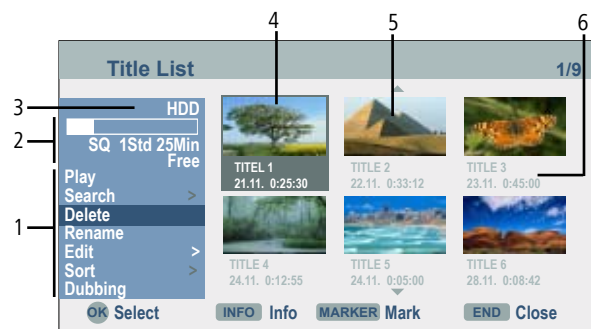 4 5 6
Title List 1/9
3 HDD
2
SQ 1Std 25Min
Free
1
Play
Search >
Delete
Rename
Edit >
Sort >
Dubbing
TITEL 1
21.11. 0:25:30
TITLE 2
22.11. 0:33:12
TITLE 3
23.11. 0:45:00
TITLE 4
24.11. 0:12:55
TITLE 5
24.11. 0:05:00
TITLE 6
28.11. 0:08:42
OK Select INFO Info MARKER Mark END Close